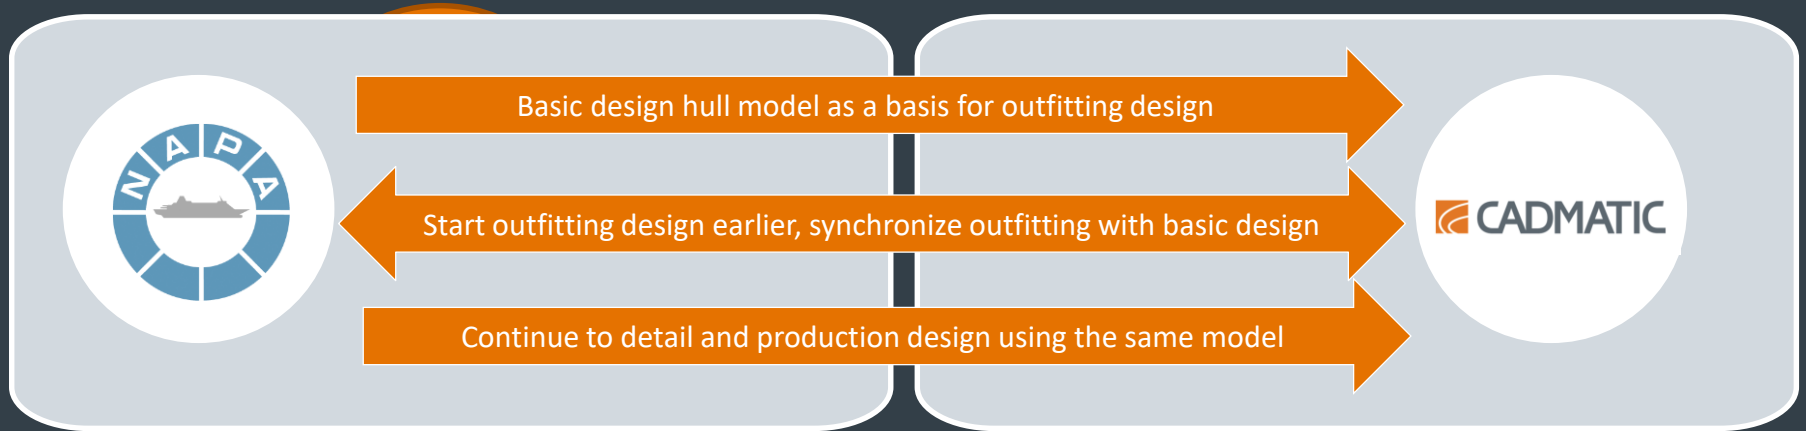 Basic design hull model as a basis for outfitting design
NAPA
Start outfitting design earlier, synchronize outfitting with basic design
CADMATIC
Continue to detail and production design using the same model